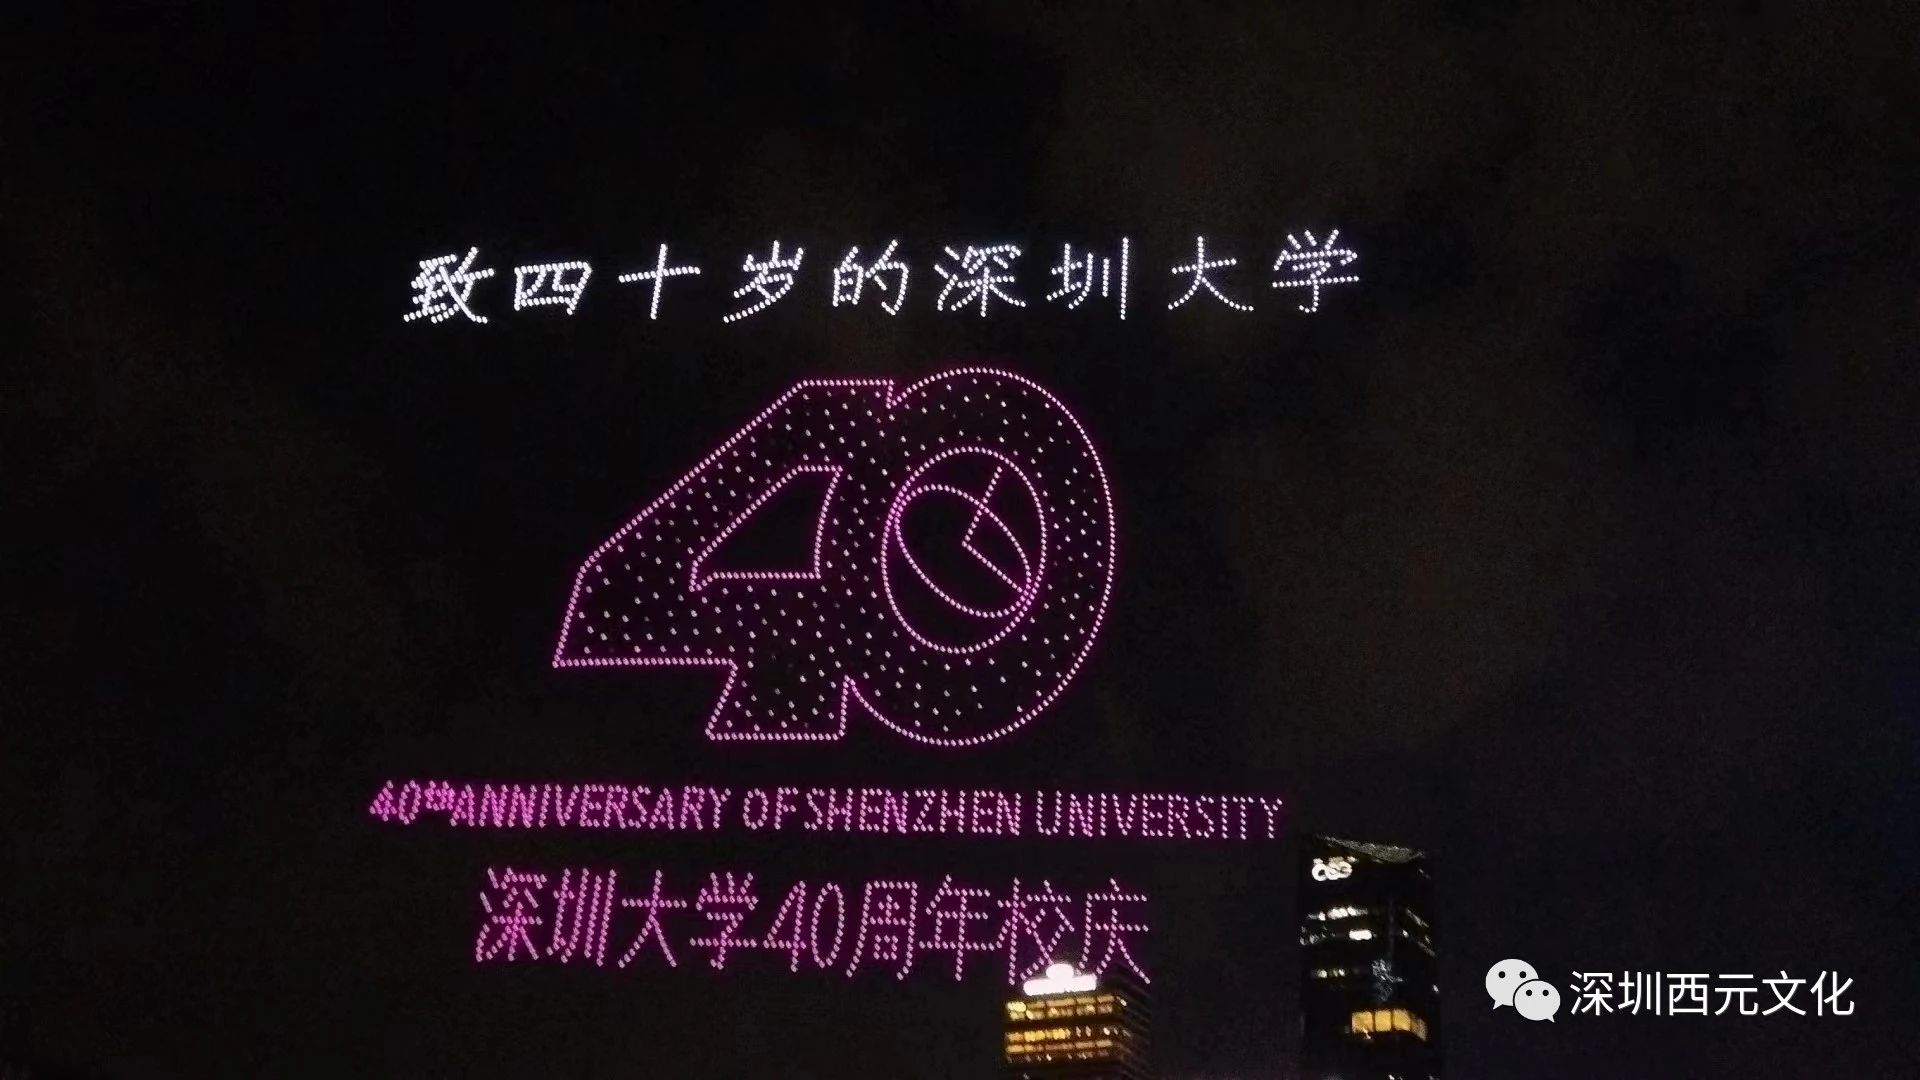 致四十岁的深圳大学
40
40th ANNIVERSARY OF SHENZHEN UNIVERSITY
深圳大学40周年校庆
深圳西元文化